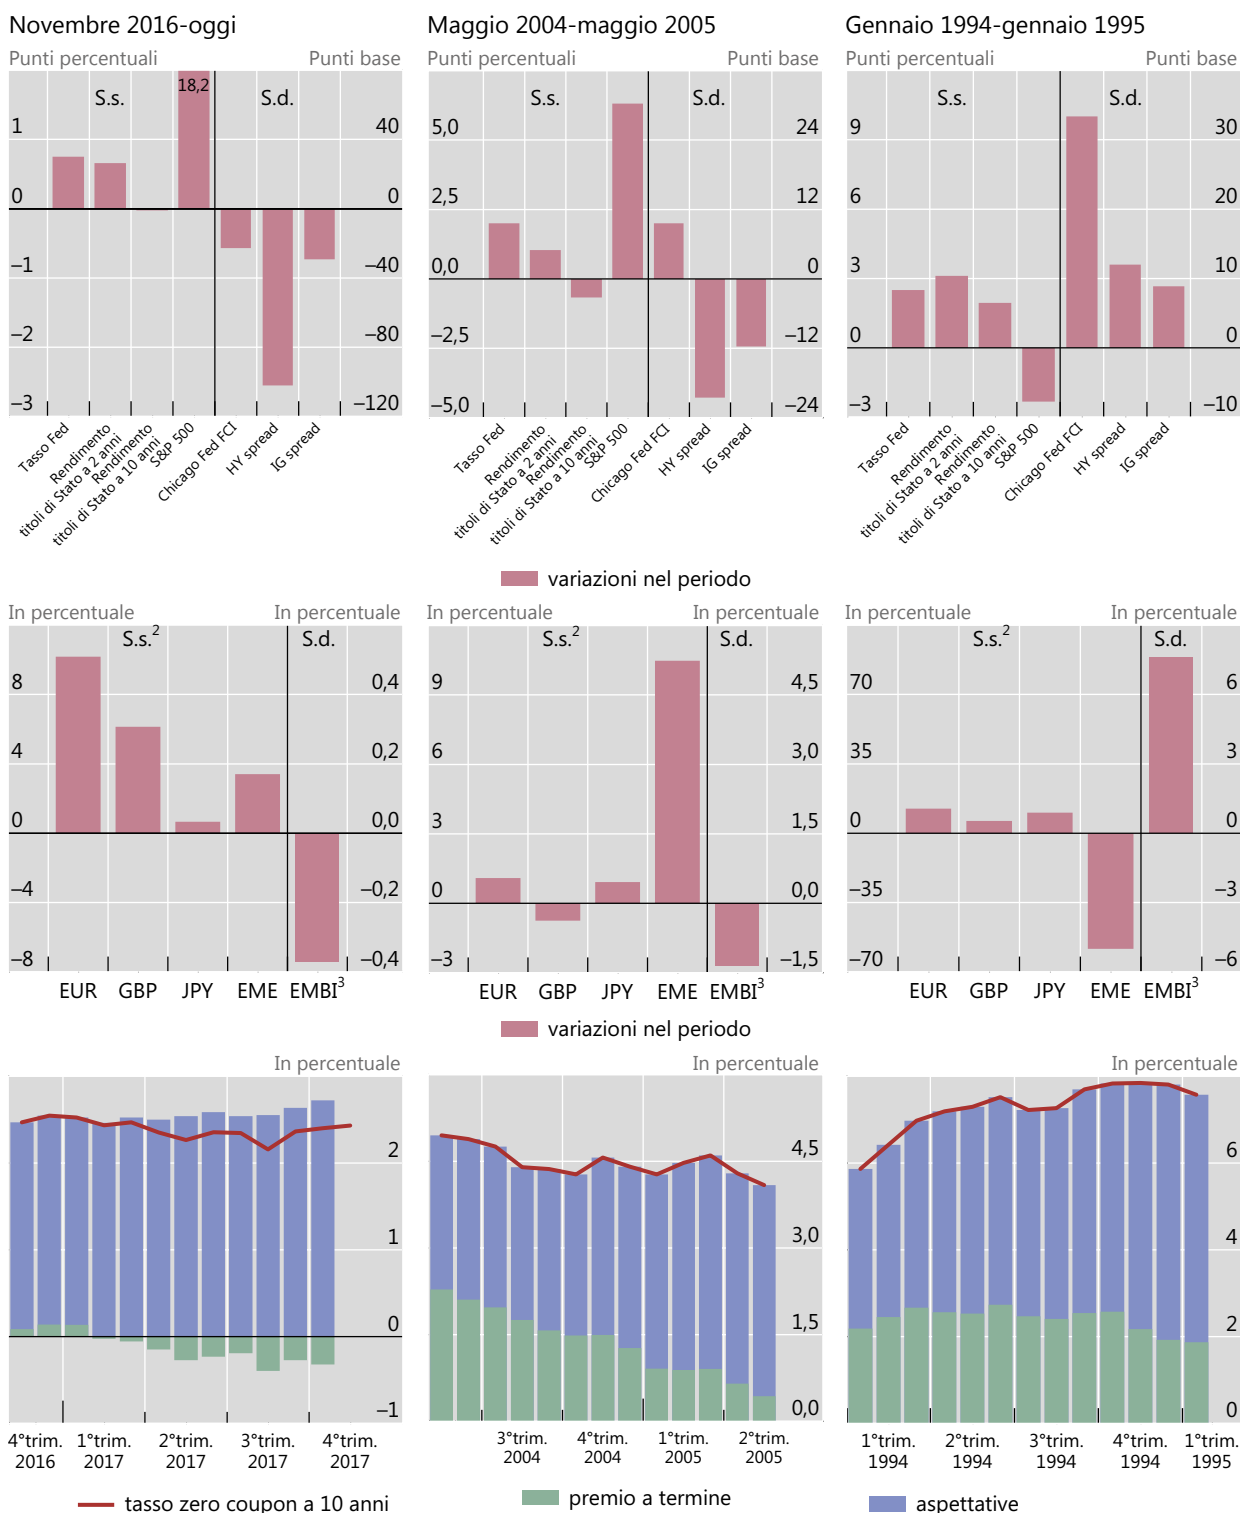 Novembre 2016-oggi
Maggio 2004-maggio 2005
Gennaio 1994-gennaio 1995
Punti percentuali
Punti base
Punti percentuali
Punti base
Punti percentuali
Punti base
S.s.
18,2
S.d.
1
0
−1
−2
−3
40
0
−40
−80
−120
Tasso Fed
Rendimento
titoli di Stato a 2 anni
Rendimento
titoli di Stato a 10 anni
S&P 500
Chicago Fed FCI
HY spread
IG spread
S.s.
S.d.
5,0
2,5
0,0
−2,5
−5,0
24
12
0
−12
−24
Tasso Fed
Rendimento
titoli di Stato a 2 anni
Rendimento
titoli di Stato a 10 anni
S&P 500
Chicago Fed FCI
HY spread
IG spread
S.s.
S.d.
9
6
3
0
−3
30
20
10
0
−10
Tasso Fed
Rendimento
titoli di Stato a 2 anni
Rendimento
titoli di Stato a 10 anni
S&P 500
Chicago Fed FCI
HY spread
IG spread
variazioni nel periodo
In percentuale
In percentuale
In percentuale
In percentuale
In percentuale
In percentuale
S.s.²
S.d.
8
4
0
−4
−8
0,4
0,2
0,0
−0,2
−0,4
EUR GBP JPY EME EMBI³
S.s.²
S.d.
9
6
3
0
−3
4,5
3,0
1,5
0,0
−1,5
EUR GBP JPY EME EMBI³
S.s.²
S.d.
70
35
0
−35
−70
6
3
0
−3
−6
EUR GBP JPY EME EMBI³
variazioni nel periodo
In percentuale
In percentuale
In percentuale
2
1
0
−1
4°trim. 1°trim. 2°trim. 3°trim. 4°trim.
2016 2017 2017 2017 2017
4,5
3,0
1,5
0,0
3°trim. 4°trim. 1°trim. 2°trim.
2004 2004 2005 2005
6
4
2
0
1°trim. 2°trim. 3°trim. 4°trim. 1°trim.
1994 1994 1994 1994 1995
tasso zero coupon a 10 anni
premio a termine
aspettative